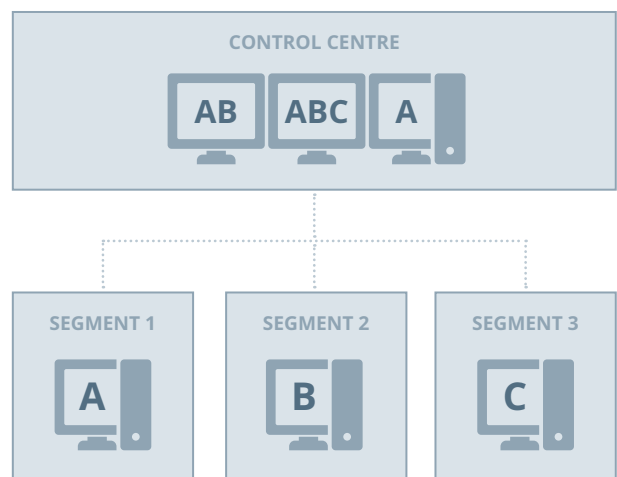 CONTROL CENTRE
AB ABC A
SEGMENT 1 SEGMENT 2 SEGMENT 3
A B C